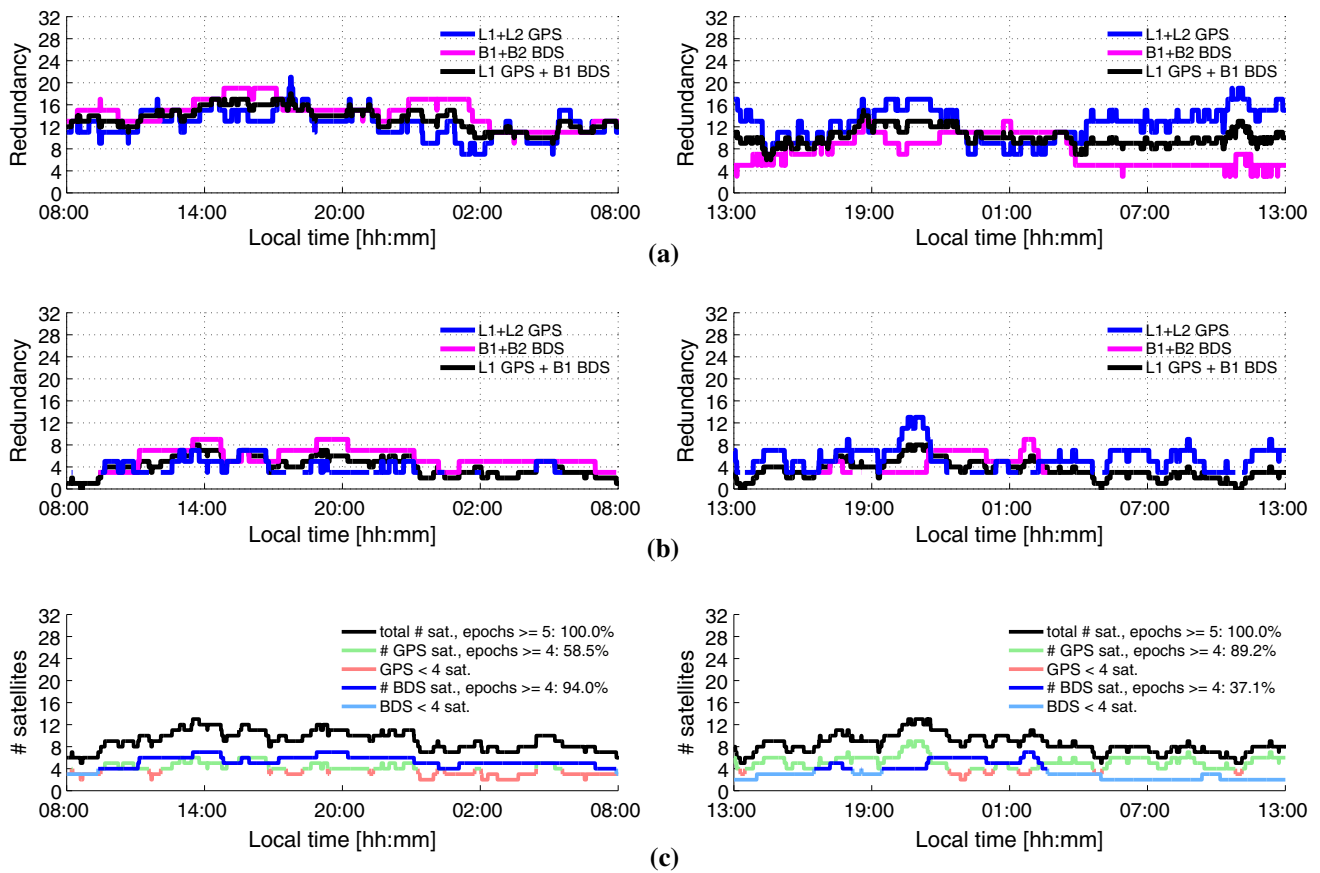 32
28
24
20
16
12
8
4
0
Redundancy
L1+L2 GPS
B1+B2 BDS
L1 GPS + B1 BDS
08:00 14:00 20:00 02:00 08:00
Local time [hh:mm]
32
28
24
20
16
12
8
4
0
Redundancy
L1+L2 GPS
B1+B2 BDS
L1 GPS + B1 BDS
13:00 19:00 01:00 07:00 13:00
Local time [hh:mm]
(a)
32
28
24
20
16
12
8
4
0
Redundancy
L1+L2 GPS
B1+B2 BDS
L1 GPS + B1 BDS
08:00 14:00 20:00 02:00 08:00
Local time [hh:mm]
32
28
24
20
16
12
8
4
0
Redundancy
L1+L2 GPS
B1+B2 BDS
L1 GPS + B1 BDS
13:00 19:00 01:00 07:00 13:00
Local time [hh:mm]
(b)
32
28
24
20
16
12
8
4
0
# satellites
total # sat., epochs >= 5: 100.0%
# GPS sat., epochs >= 4: 58.5%
GPS < 4 sat.
# BDS sat., epochs >= 4: 94.0%
BDS < 4 sat.
08:00 14:00 20:00 02:00 08:00
Local time [hh:mm]
32
28
24
20
16
12
8
4
0
# satellites
total # sat., epochs >= 5: 100.0%
# GPS sat., epochs >= 4: 89.2%
GPS < 4 sat.
# BDS sat., epochs >= 4: 37.1%
BDS < 4 sat.
13:00 19:00 01:00 07:00 13:00
Local time [hh:mm]
(c)